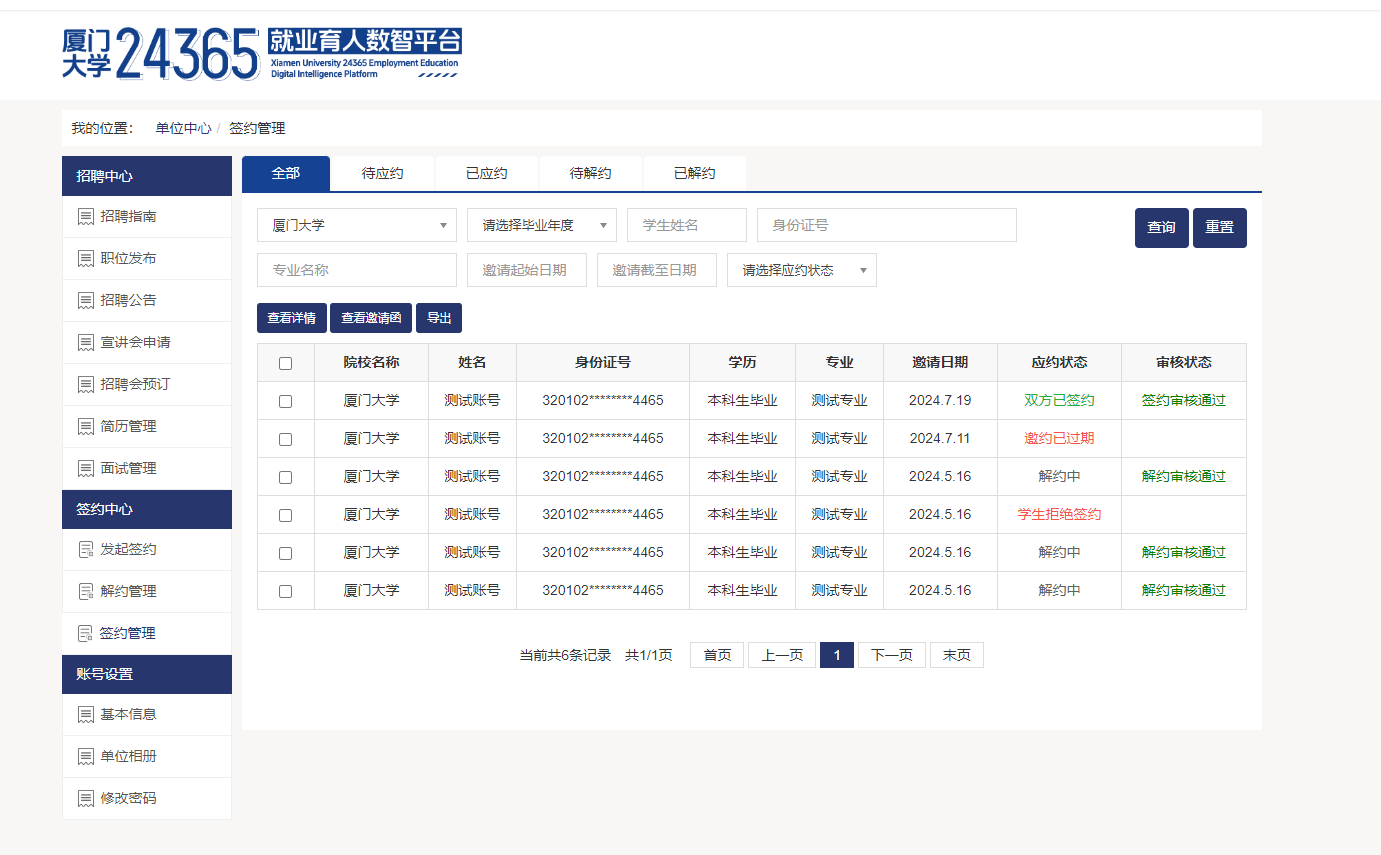 厦门大学 24365 就业育人数智平台
Xiamen University 24365 Employment Education
Digital Intelligence Platform
我的位置： 单位中心 / 签约管理
招聘中心
招聘指南
职位发布
招聘公告
宣讲会申请
招聘会预订
简历管理
面试管理
签约中心
发起签约
解约管理
签约管理
账号设置
基本信息
单位相册
修改密码
全部 待应约 已应约 待解约 已解约
厦门大学 请选择毕业年度 学生姓名 身份证号 查询 重置
专业名称 邀请起始日期 邀请截至日期 请选择应约状态
查看详情 查看邀请函 导出
院校名称 姓名 身份证号 学历 专业 邀请日期 应约状态 审核状态
厦门大学 测试账号 320102********4465 本科生毕业 测试专业 2024.7.19 双方已签约 签约审核通过
厦门大学 测试账号 320102********4465 本科生毕业 测试专业 2024.7.11 邀约已过期
厦门大学 测试账号 320102********4465 本科生毕业 测试专业 2024.5.16 解约中 解约审核通过
厦门大学 测试账号 320102********4465 本科生毕业 测试专业 2024.5.16 学生拒绝签约
厦门大学 测试账号 320102********4465 本科生毕业 测试专业 2024.5.16 解约中 解约审核通过
厦门大学 测试账号 320102********4465 本科生毕业 测试专业 2024.5.16 解约中 解约审核通过
当前共6条记录 共1/1页 首页 上一页 1 下一页 末页